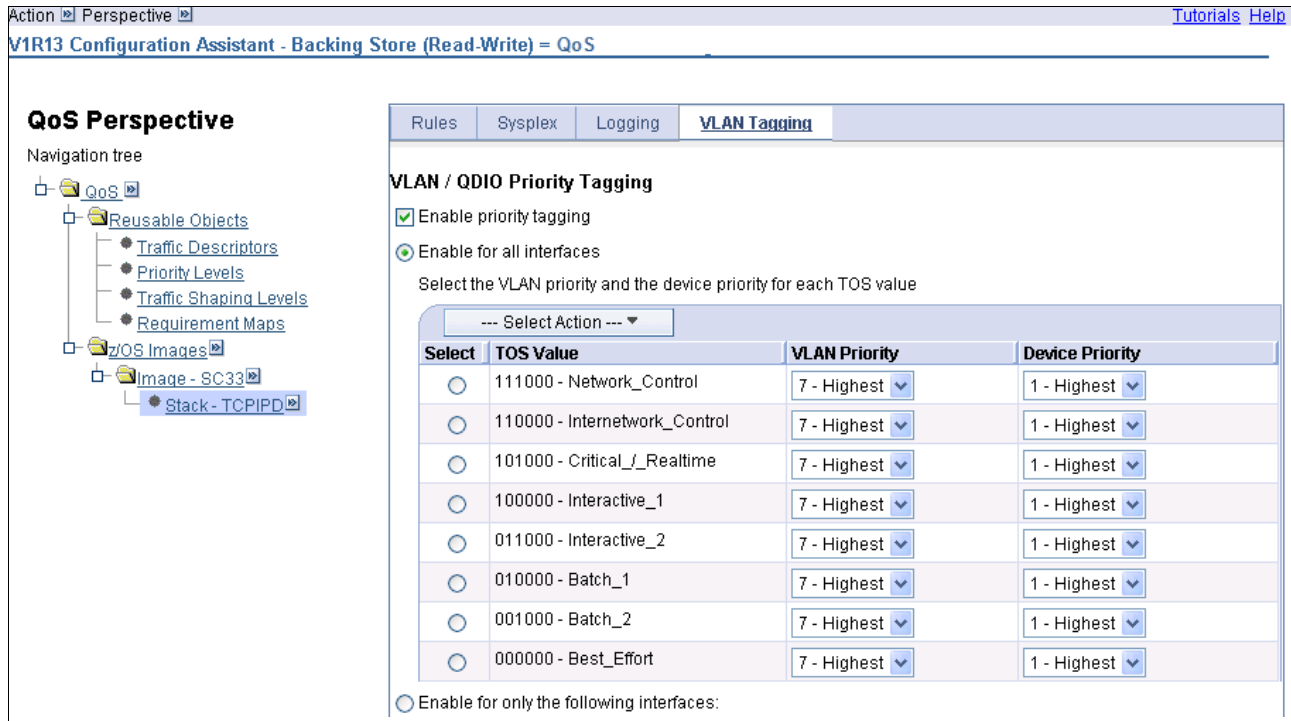 Action Perspective Tutorials Help
V1R13 Configuration Assistant - Backing Store (Read-Write) = QoS
QoS Perspective
Navigation tree
QoS
Reusable Objects
Traffic Descriptors
Priority Levels
Traffic Shaping Levels
Requirement Maps
z/OS Images
Image - SC33
Stack - TCPIPD
Rules Sysplex Logging VLAN Tagging
VLAN / QDIO Priority Tagging
Enable priority tagging
Enable for all interfaces
Select the VLAN priority and the device priority for each TOS value
--- Select Action ---
Select TOS Value VLAN Priority Device Priority
111000 - Network_Control 7 - Highest 1 - Highest
110000 - Internetwork_Control 7 - Highest 1 - Highest
101000 - Critical_/_Realtime 7 - Highest 1 - Highest
100000 - Interactive_1 7 - Highest 1 - Highest
011000 - Interactive_2 7 - Highest 1 - Highest
010000 - Batch_1 7 - Highest 1 - Highest
001000 - Batch_2 7 - Highest 1 - Highest
000000 - Best_Effort 7 - Highest 1 - Highest
Enable for only the following interfaces: